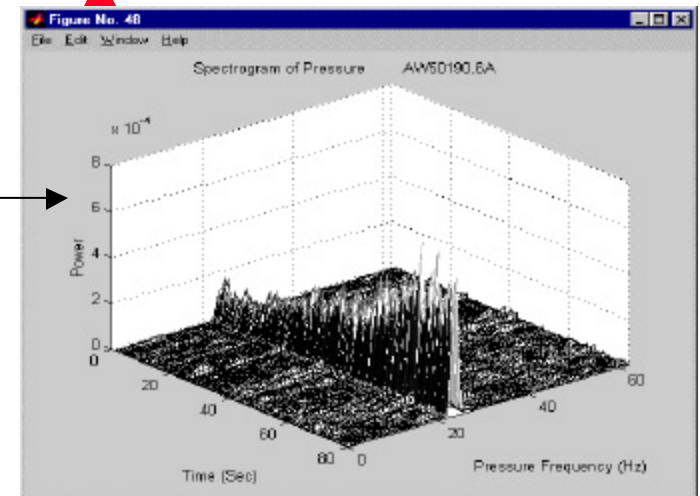 Figure No. 48
File Edit Window Help
Spectrogram of Pressure AW50190.6A
x 10^-4
8
6
4
2
0
Power
0
20
40
60
80
Time (Sec)
0
20
40
60
Pressure Frequency (Hz)